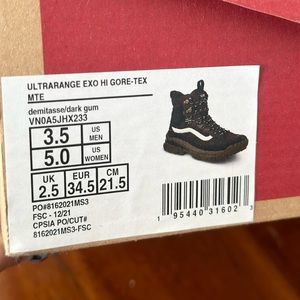 ULTRARANGE EXO HI GORE-TEX
MTE
demitasse/dark gum
VN0A5JHX233
3.5 US MEN
5.0 US WOMEN
UK EUR CM
2.5 34.5 21.5
PO#8162021MS3
FSC - 12/21
CPSIA PO/CUT#
8162021MS3-FSC
1 95440 31602 3